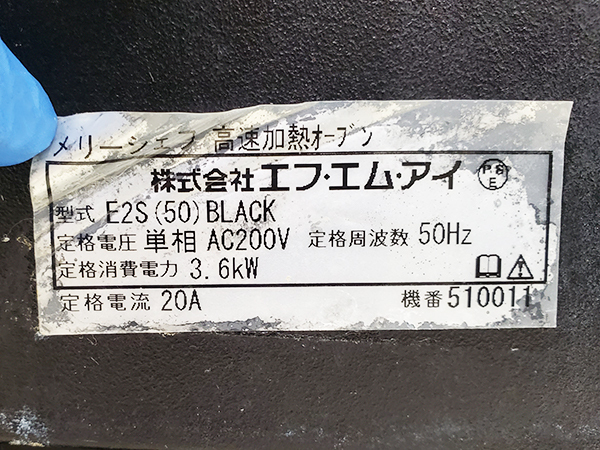 メリーシェフ 高速加熱オーブン
株式会社エフ・エム・アイ PSE
型式 E2S(50)BLACK
定格電圧 単相 AC200V 定格周波数 50Hz
定格消費電力 3.6kW
定格電流 20A 機番510011